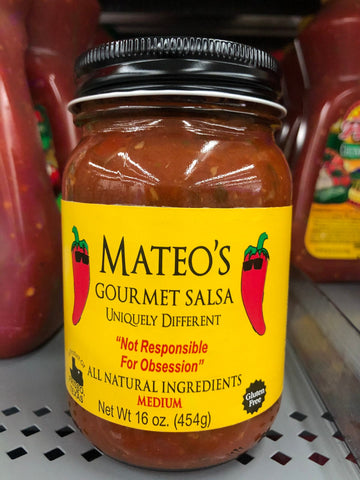 MATEO'S
GOURMET SALSA
UNIQUELY DIFFERENT
"Not Responsible
For Obsession"
ALL NATURAL INGREDIENTS
MEDIUM
Net Wt 16 oz. (454g)
Gluten
Free